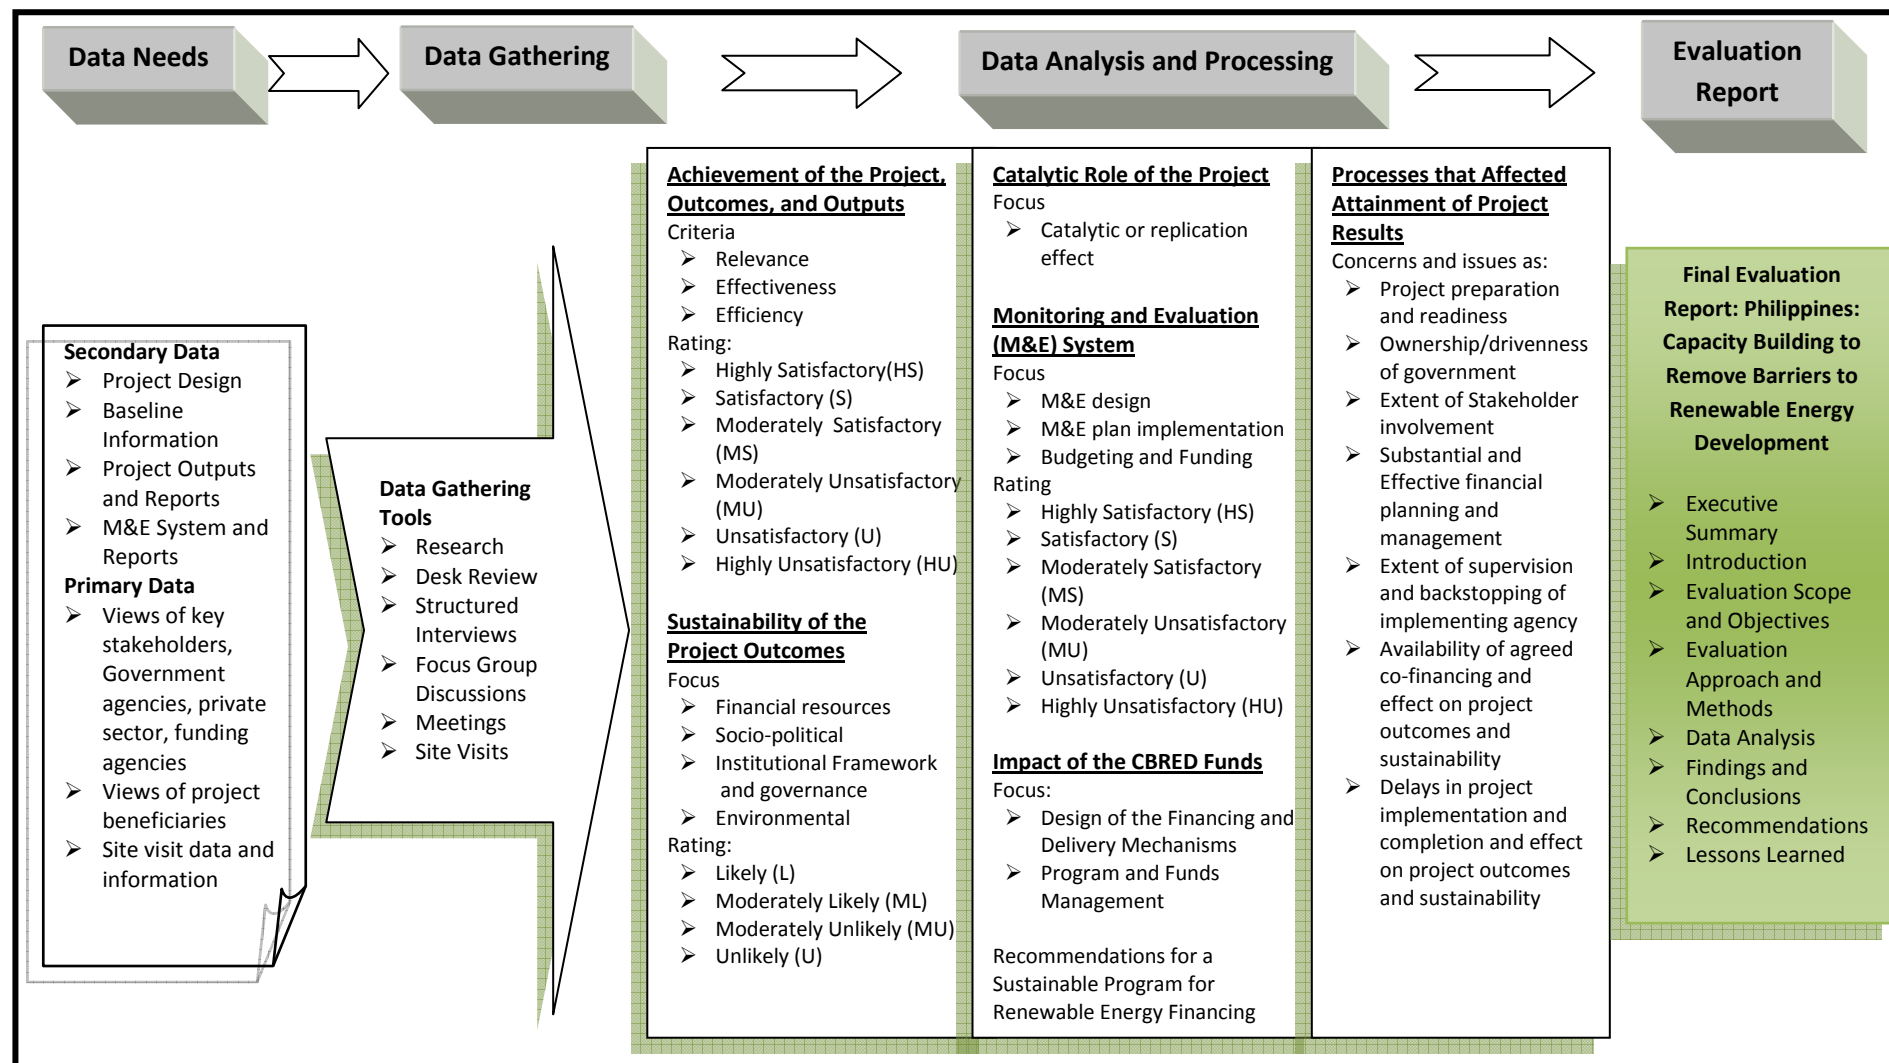 Data Needs
Data Gathering
Data Analysis and Processing
Evaluation
Report
Secondary Data
➢ Project Design
➢ Baseline
Information
➢ Project Outputs
and Reports
➢ M&E System and
Reports
Primary Data
➢ Views of key
stakeholders,
Government
agencies, private
sector, funding
agencies
➢ Views of project
beneficiaries
➢ Site visit data and
information
Data Gathering
Tools
➢ Research
➢ Desk Review
➢ Structured
Interviews
➢ Focus Group
Discussions
➢ Meetings
➢ Site Visits
Achievement of the Project,
Outcomes, and Outputs
Criteria
➢ Relevance
➢ Effectiveness
➢ Efficiency
Rating:
➢ Highly Satisfactory(HS)
➢ Satisfactory (S)
➢ Moderately Satisfactory
(MS)
➢ Moderately Unsatisfactory
(MU)
➢ Unsatisfactory (U)
➢ Highly Unsatisfactory (HU)
Sustainability of the
Project Outcomes
Focus
➢ Financial resources
➢ Socio-political
➢ Institutional Framework
and governance
➢ Environmental
Rating:
➢ Likely (L)
➢ Moderately Likely (ML)
➢ Moderately Unlikely (MU)
➢ Unlikely (U)
Catalytic Role of the Project
Focus
➢ Catalytic or replication
effect
Monitoring and Evaluation
(M&E) System
Focus
➢ M&E design
➢ M&E plan implementation
➢ Budgeting and Funding
Rating
➢ Highly Satisfactory (HS)
➢ Satisfactory (S)
➢ Moderately Satisfactory
(MS)
➢ Moderately Unsatisfactory
(MU)
➢ Unsatisfactory (U)
➢ Highly Unsatisfactory (HU)
Impact of the CBRED Funds
Focus:
➢ Design of the Financing and
Delivery Mechanisms
➢ Program and Funds
Management
Recommendations for a
Sustainable Program for
Renewable Energy Financing
Processes that Affected
Attainment of Project
Results
Concerns and issues as:
➢ Project preparation
and readiness
➢ Ownership/drivenness
of government
➢ Extent of Stakeholder
involvement
➢ Substantial and
Effective financial
planning and
management
➢ Extent of supervision
and backstopping of
implementing agency
➢ Availability of agreed
co-financing and
effect on project
outcomes and
sustainability
➢ Delays in project
implementation and
completion and effect
on project outcomes
and sustainability
Final Evaluation
Report: Philippines:
Capacity Building to
Remove Barriers to
Renewable Energy
Development
➢ Executive
Summary
➢ Introduction
➢ Evaluation Scope
and Objectives
➢ Evaluation
Approach and
Methods
➢ Data Analysis
➢ Findings and
Conclusions
➢ Recommendations
➢ Lessons Learned